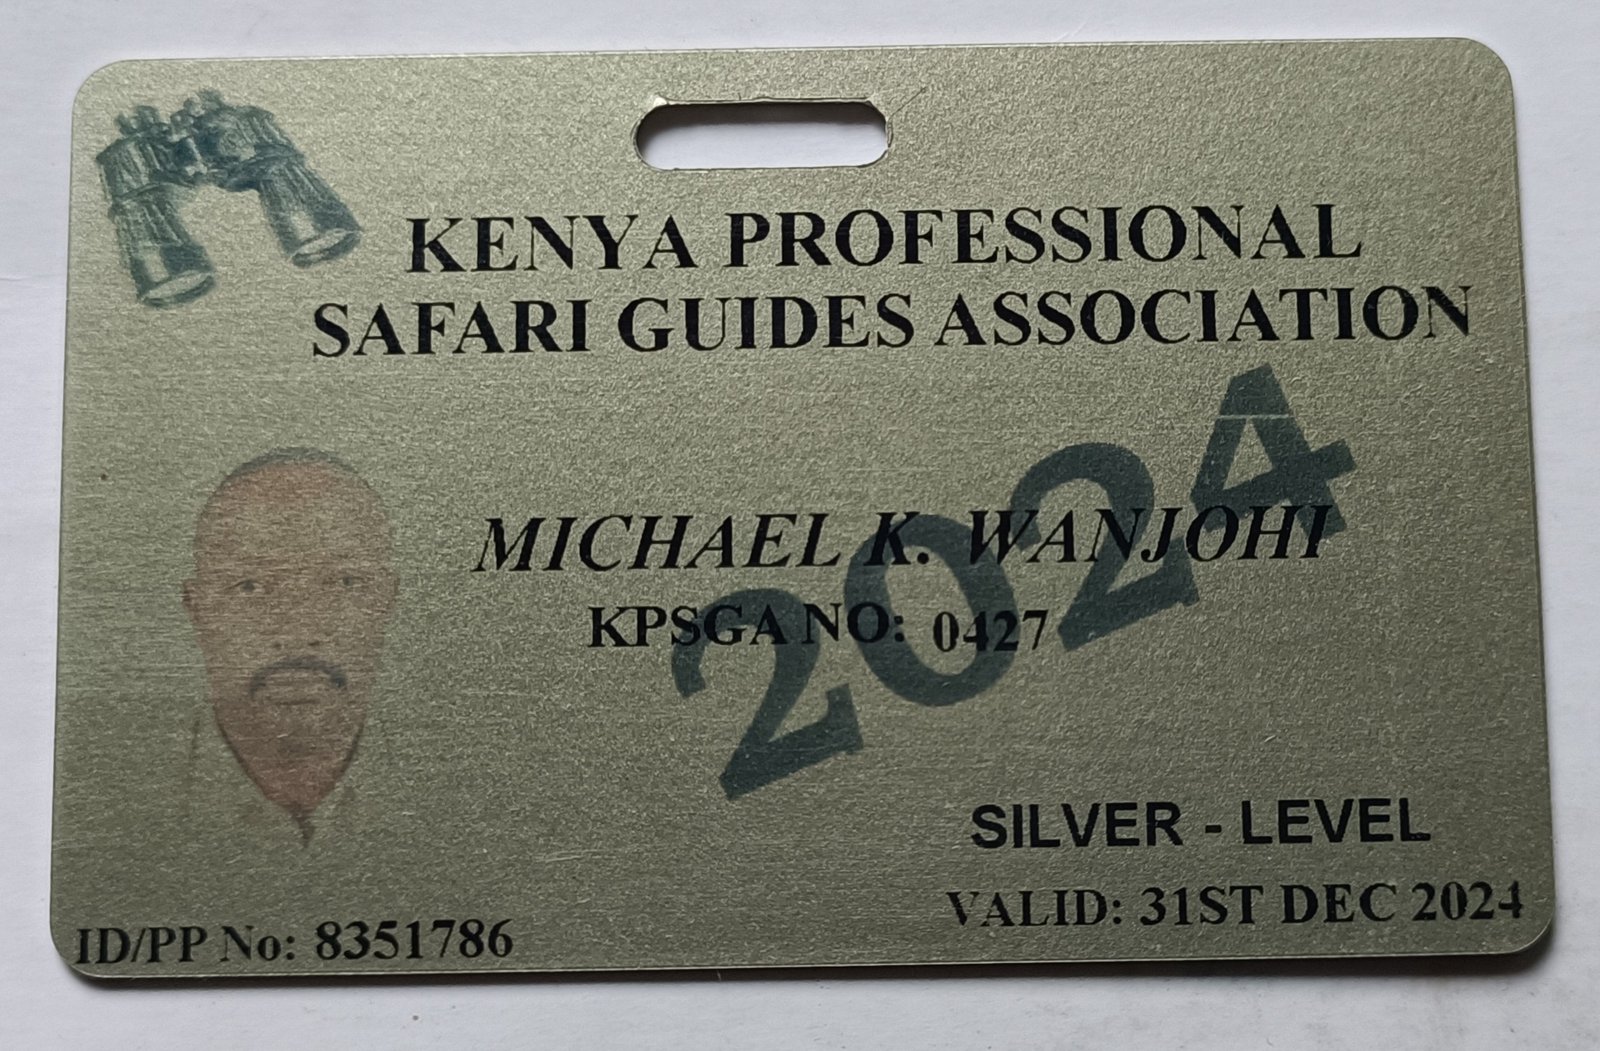 KENYA PROFESSIONAL
SAFARI GUIDES ASSOCIATION
2024
MICHAEL K. WANJOHI
KPSGA NO: 0427
SILVER - LEVEL
VALID: 31ST DEC 2024
ID/PP No: 8351786